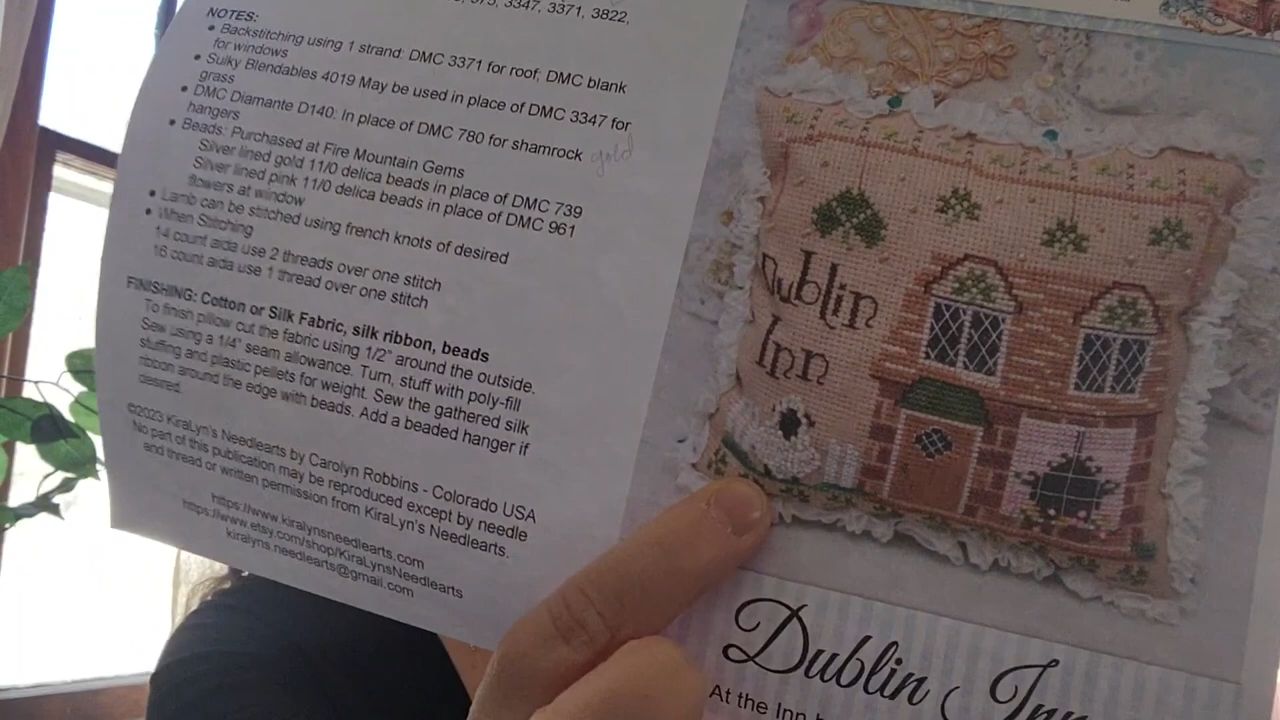 3347, 3371, 3822,
NOTES:
• Backstitching using 1 strand: DMC 3371 for roof; DMC blank
for windows
• Sulky Blendables 4019 May be used in place of DMC 3347 for
grass
• DMC Diamante D140: In place of DMC 780 for shamrock gold
hangers
• Beads: Purchased at Fire Mountain Gems
Silver lined gold 11/0 delica beads in place of DMC 739
Silver lined pink 11/0 delica beads in place of DMC 961
flowers at window
• Lamb can be stitched using french knots of desired
• When Stitching
14 count aida use 2 threads over one stitch
16 count aida use 1 thread over one stitch
FINISHING: Cotton or Silk Fabric, silk ribbon, beads
To finish pillow cut the fabric using 1/2" around the outside.
Sew using a 1/4" seam allowance. Turn, stuff with poly-fill
stuffing and plastic pellets for weight. Sew the gathered silk
ribbon around the edge with beads. Add a beaded hanger if
desired.
©2023 KiraLyn's Needlearts by Carolyn Robbins - Colorado USA
No part of this publication may be reproduced except by needle
and thread or written permission from KiraLyn's Needlearts.
https://www.kiralynsneedlearts.com
https://www.etsy.com/shop/KiraLynsNeedlearts
kiralyns.needlearts@gmail.com
Dublin
Inn
Dublin Inn
At the Inn